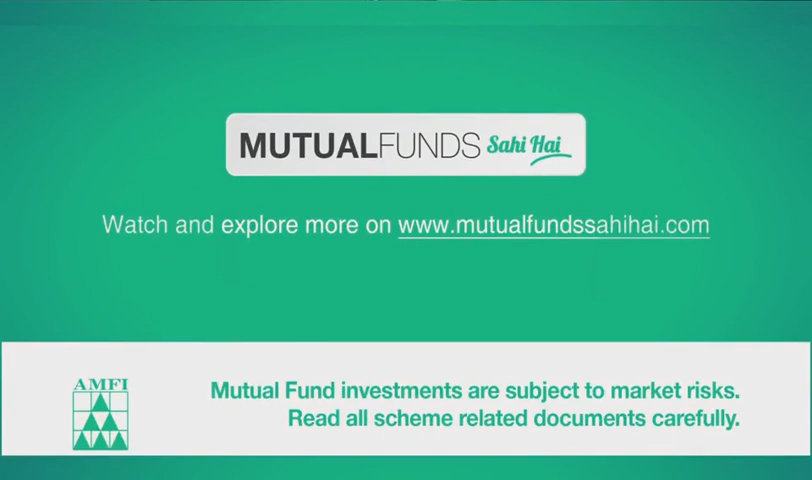 MUTUALFUNDS Sahi Hai
Watch and explore more on www.mutualfundssahihai.com
AMFI
Mutual Fund investments are subject to market risks.
Read all scheme related documents carefully.